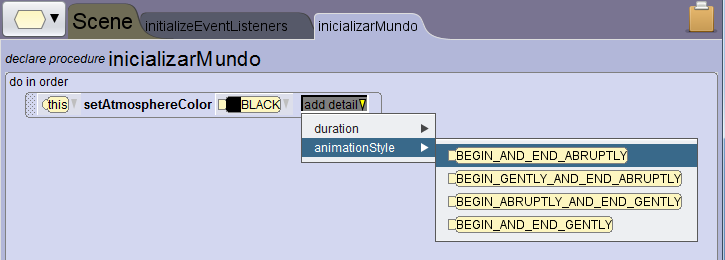 Scene initializeEventListeners inicializarMundo
declare procedure inicializarMundo
do in order
this setAtmosphereColor BLACK add detail
duration
animationStyle
BEGIN_AND_END_ABRUPTLY
BEGIN_GENTLY_AND_END_ABRUPTLY
BEGIN_ABRUPTLY_AND_END_GENTLY
BEGIN_AND_END_GENTLY